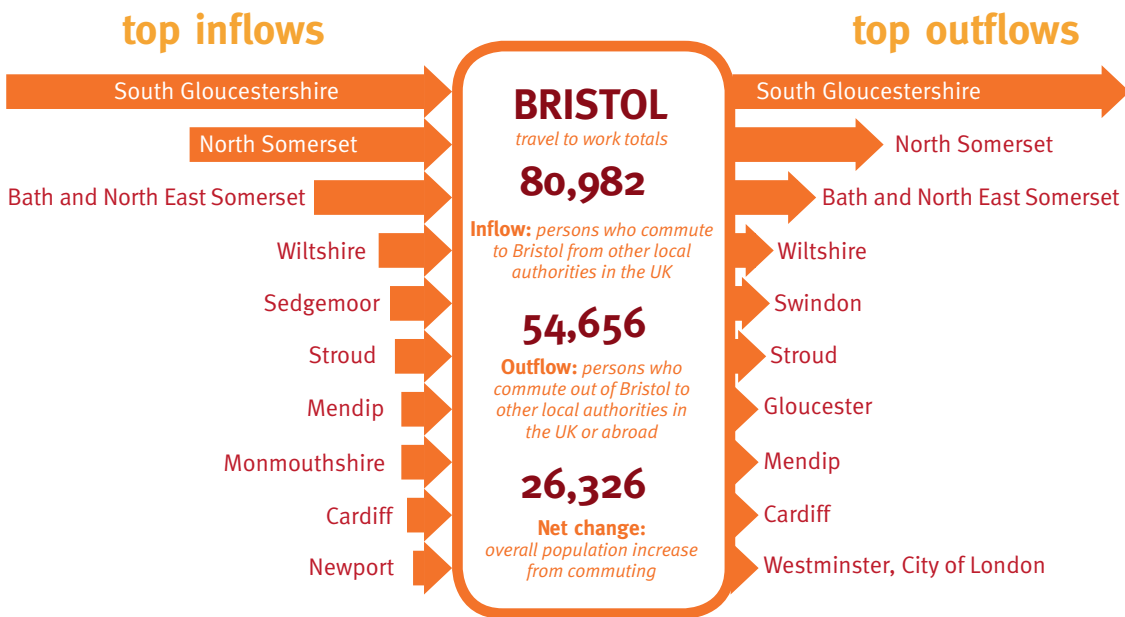 top inflows
South Gloucestershire
North Somerset
Bath and North East Somerset
Wiltshire
Sedgemoor
Stroud
Mendip
Monmouthshire
Cardiff
Newport
BRISTOL
travel to work totals
80,982
Inflow: persons who commute
to Bristol from other local
authorities in the UK
54,656
Outflow: persons who
commute out of Bristol to
other local authorities in
the UK or abroad
26,326
Net change:
overall population increase
from commuting
top outflows
South Gloucestershire
North Somerset
Bath and North East Somerset
Wiltshire
Swindon
Stroud
Gloucester
Mendip
Cardiff
Westminster, City of London